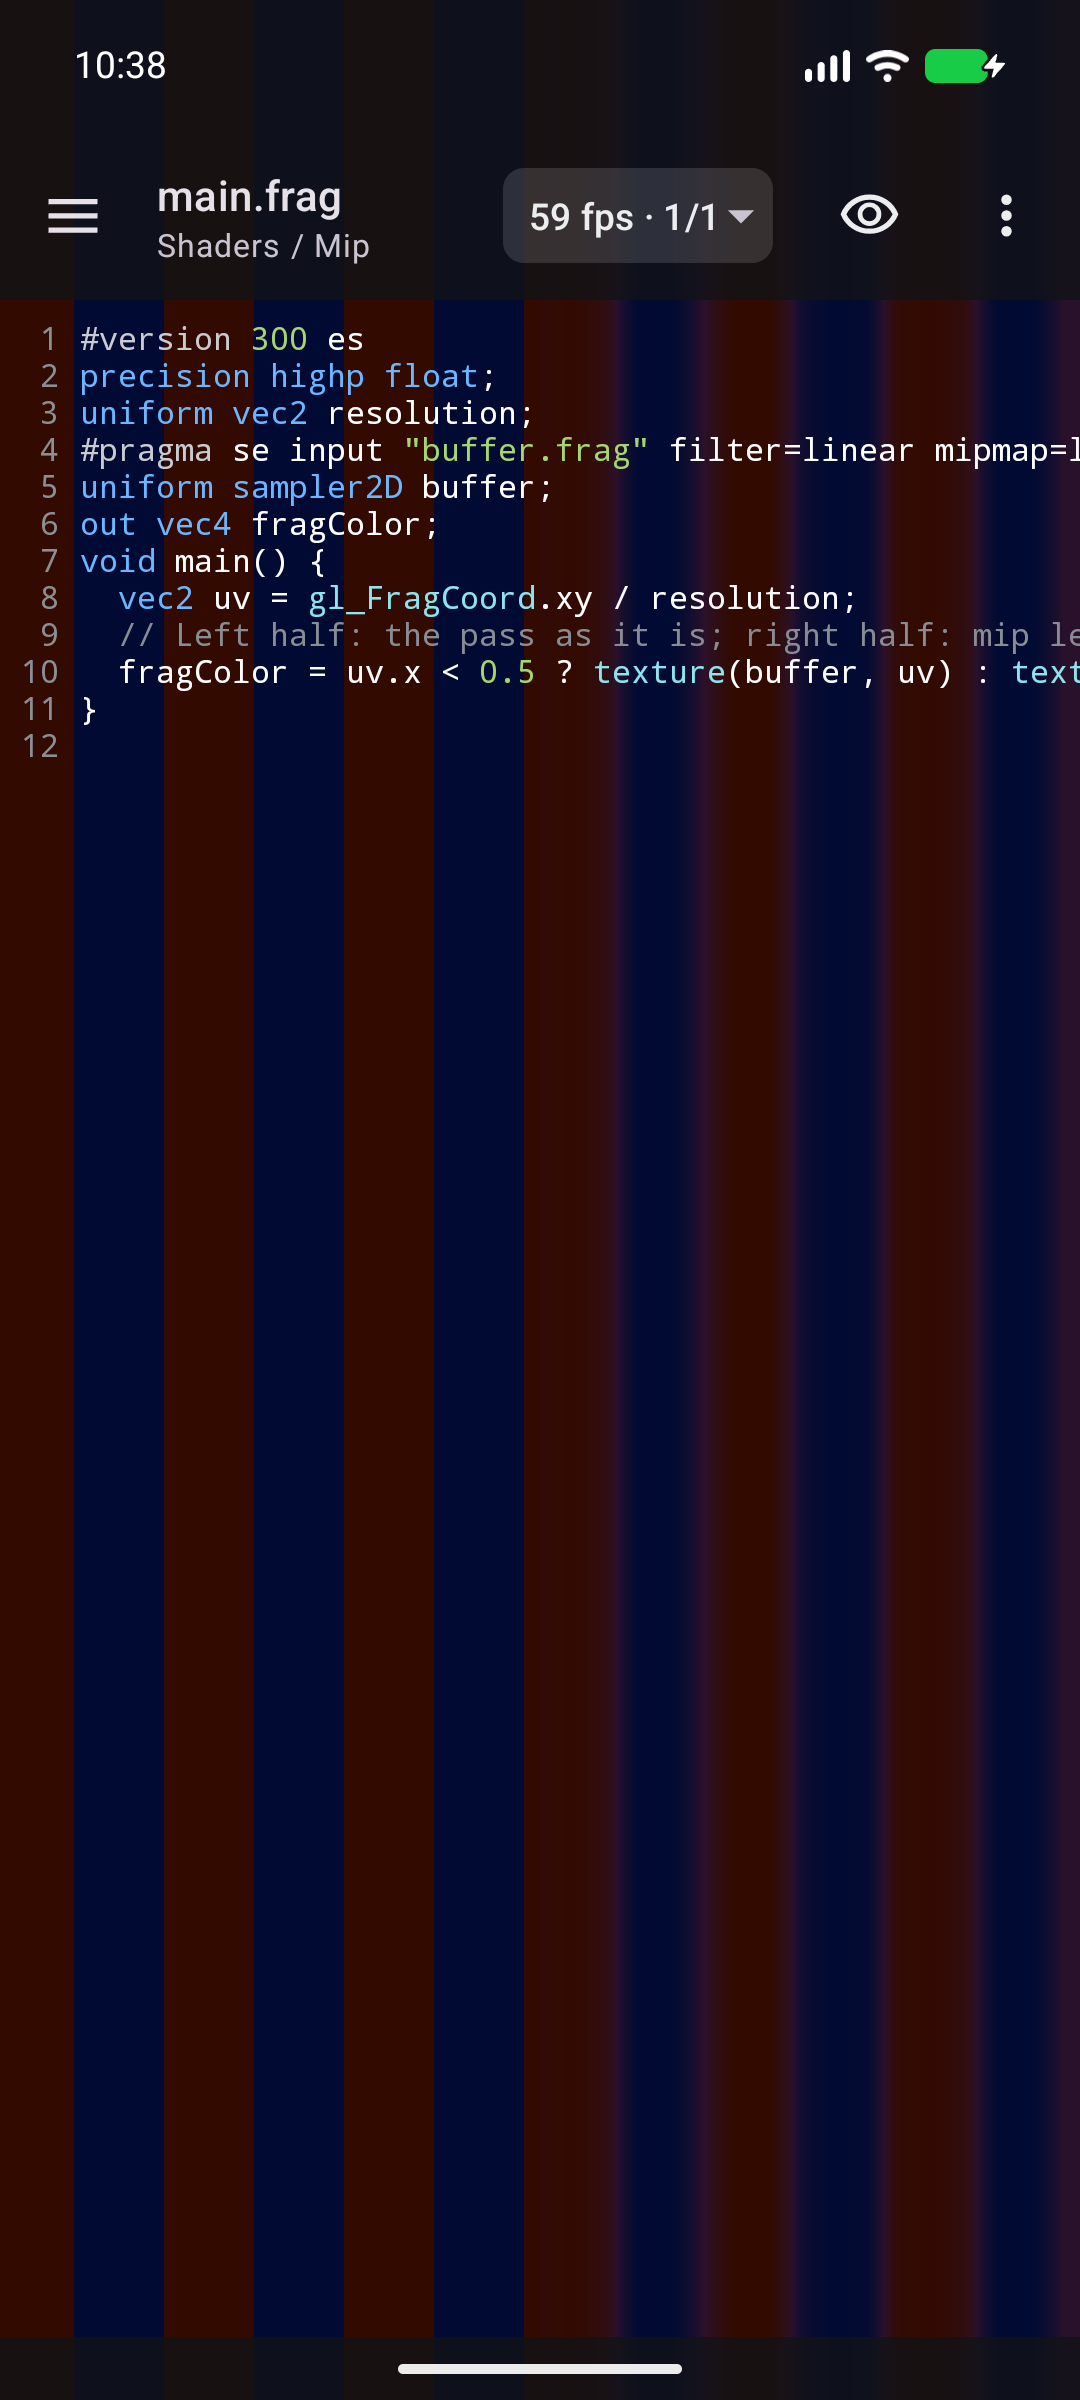 10:38
main.frag
Shaders / Mip
59 fps · 1/1
1 #version 300 es
2 precision highp float;
3 uniform vec2 resolution;
4 #pragma se input "buffer.frag" filter=linear mipmap=l
5 uniform sampler2D buffer;
6 out vec4 fragColor;
7 void main() {
8   vec2 uv = gl_FragCoord.xy / resolution;
9   // Left half: the pass as it is; right half: mip le
10   fragColor = uv.x < 0.5 ? texture(buffer, uv) : text
11 }
12